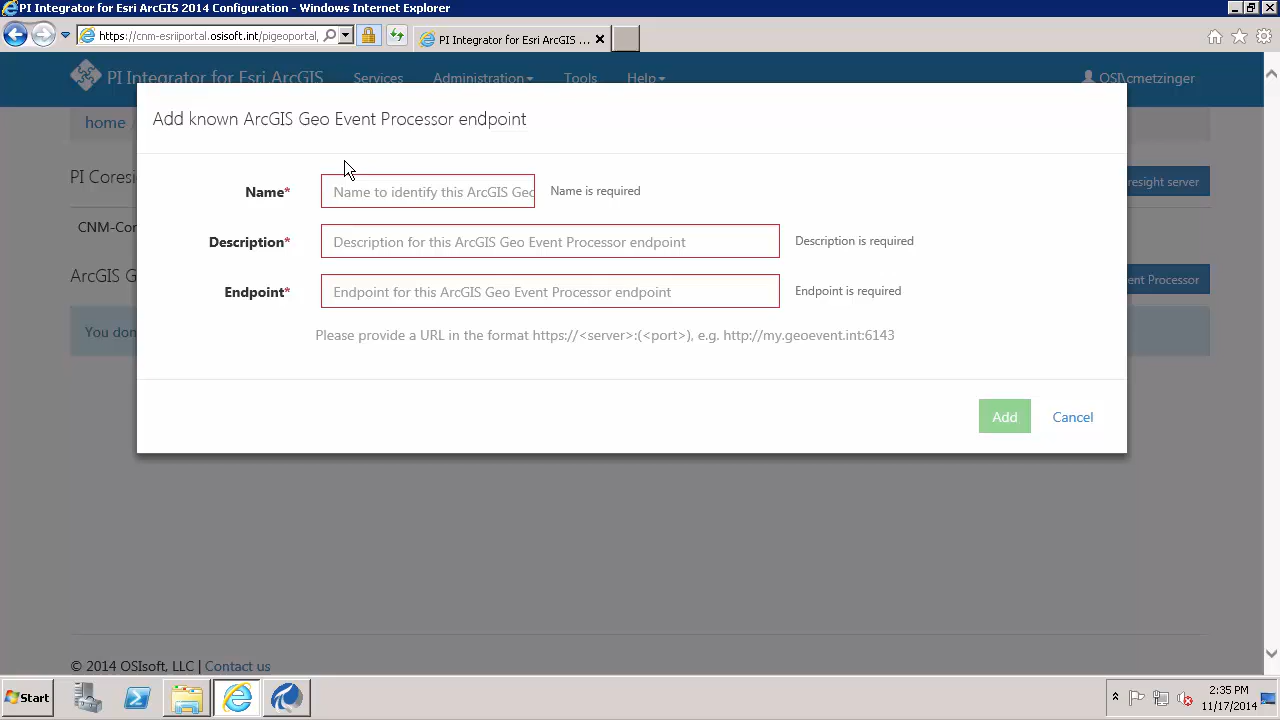 PI Integrator for Esri ArcGIS 2014 Configuration - Windows Internet Explorer
https://cnm-esriiportal.osisoft.int/pigeoportal,
PI Integrator for Esri ArcGIS ...
PI Integrator for Esri ArcGIS Services Administration Tools Help OSI\cmetzinger
home /
Add known ArcGIS Geo Event Processor endpoint
PI Coresi
resight server
Name* Name to identify this ArcGIS Geo Name is required
CNM-Cor
Description* Description for this ArcGIS Geo Event Processor endpoint Description is required
ArcGIS G
ent Processor
Endpoint* Endpoint for this ArcGIS Geo Event Processor endpoint Endpoint is required
You don
Please provide a URL in the format https://<server>:(<port>), e.g. http://my.geoevent.int:6143
Add Cancel
© 2014 OSIsoft, LLC | Contact us
Start
2:35 PM
11/17/2014